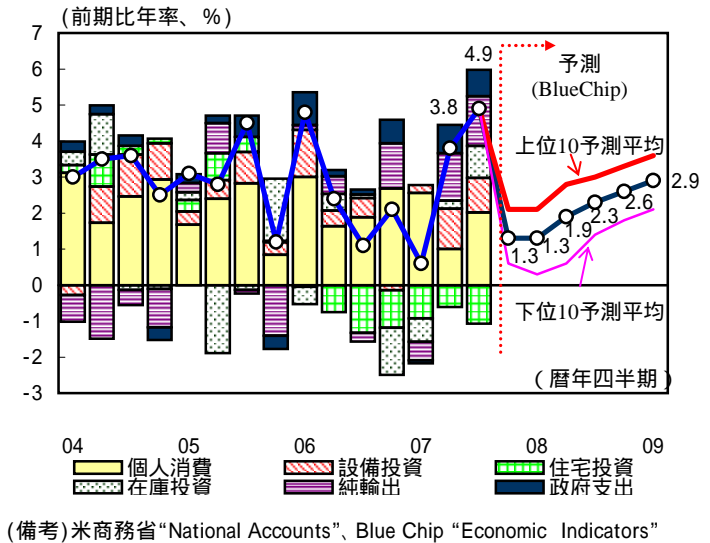 (前期比年率、%)
7
6
5
4
3
2
1
0
-1
-2
-3
4.9
3.8
予測
(BlueChip)
上位10予測平均
2.9
2.6
2.3
1.9
1.3
1.3
下位10予測平均
(暦年四半期)
04 05 06 07 08 09
個人消費 設備投資 住宅投資
在庫投資 純輸出 政府支出
(備考)米商務省“National Accounts”、Blue Chip “Economic Indicators”